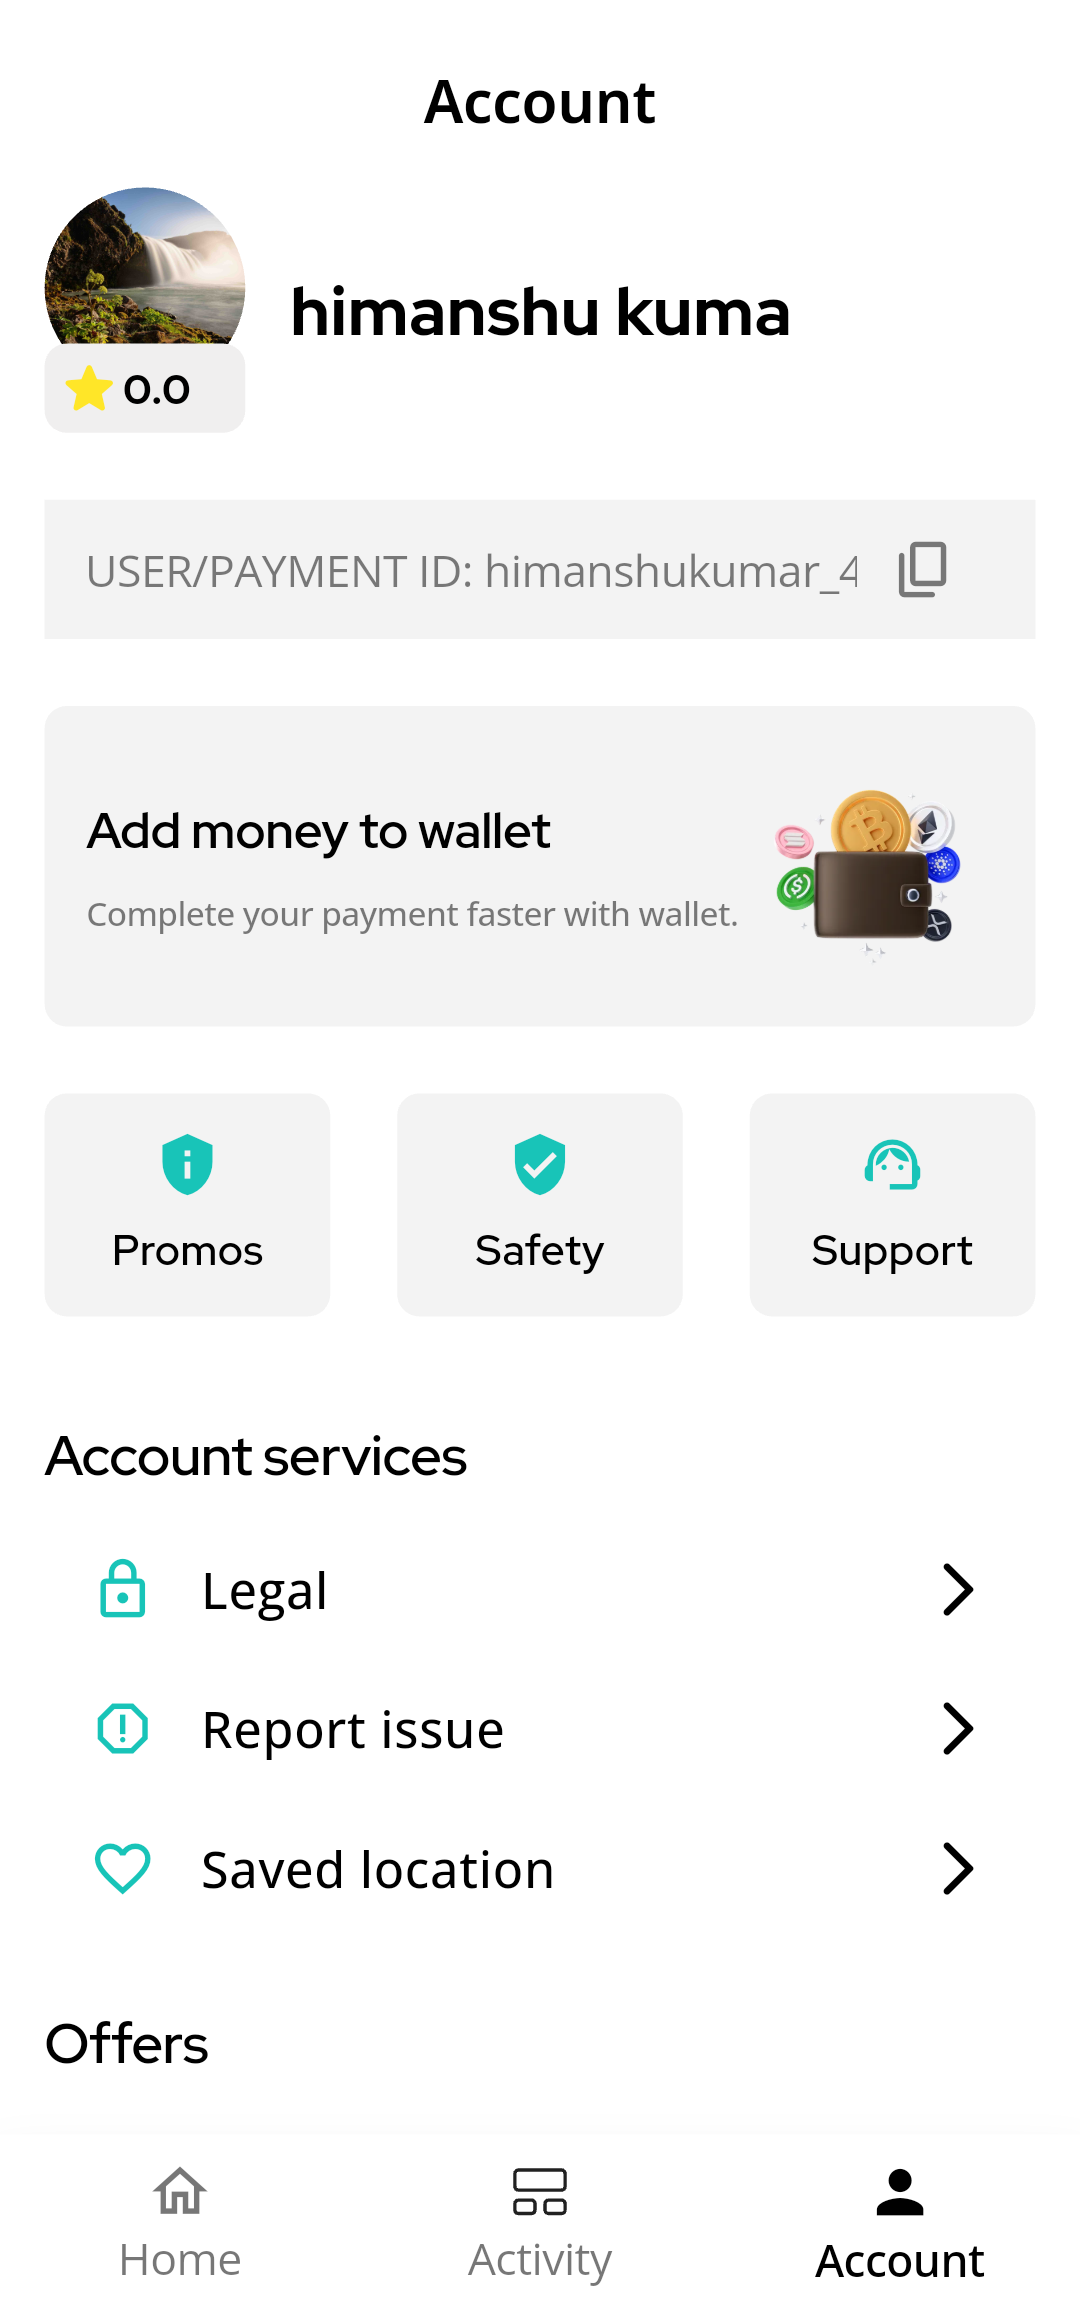 Account
himanshu kuma
0.0
USER/PAYMENT ID: himanshukumar_4
Add money to wallet
Complete your payment faster with wallet.
Promos
Safety
Support
Account services
Legal
Report issue
Saved location
Offers
Home
Activity
Account